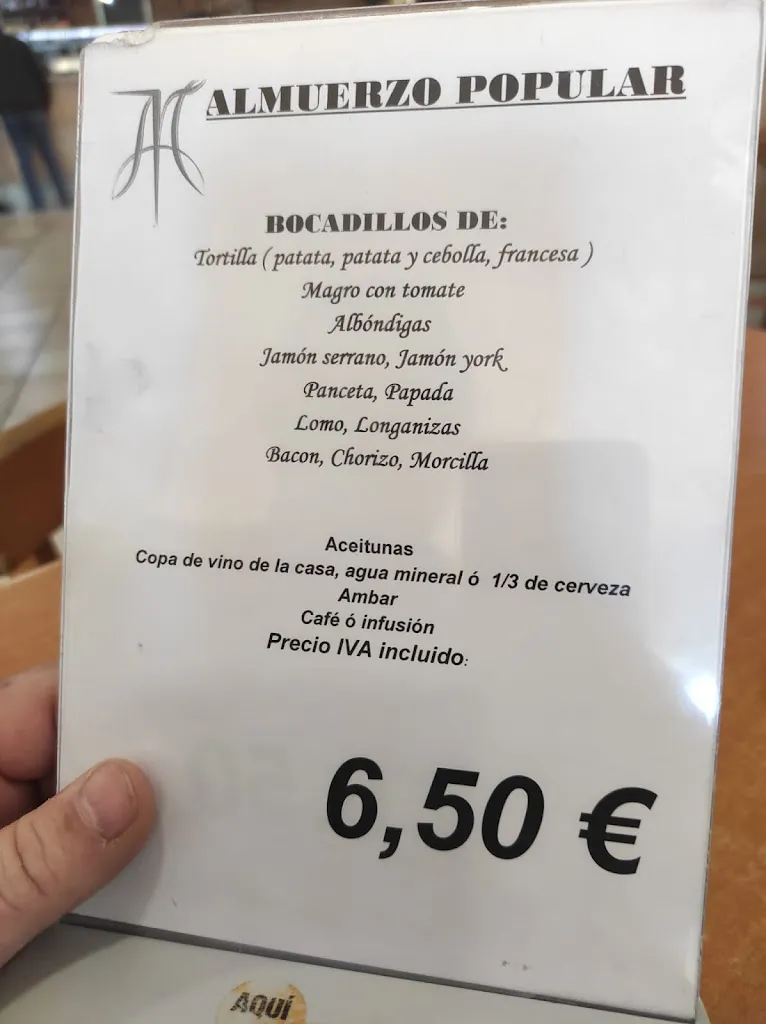 ALMUERZO POPULAR
BOCADILLOS DE:
Tortilla ( patata, patata y cebolla, francesa )
Magro con tomate
Albóndigas
Jamón serrano, Jamón york
Panceta, Papada
Lomo, Longanizas
Bacon, Chorizo, Morcilla
Aceitunas
Copa de vino de la casa, agua mineral ó 1/3 de cerveza
Ambar
Café ó infusión
Precio IVA incluido:
6,50 €
AQUÍ